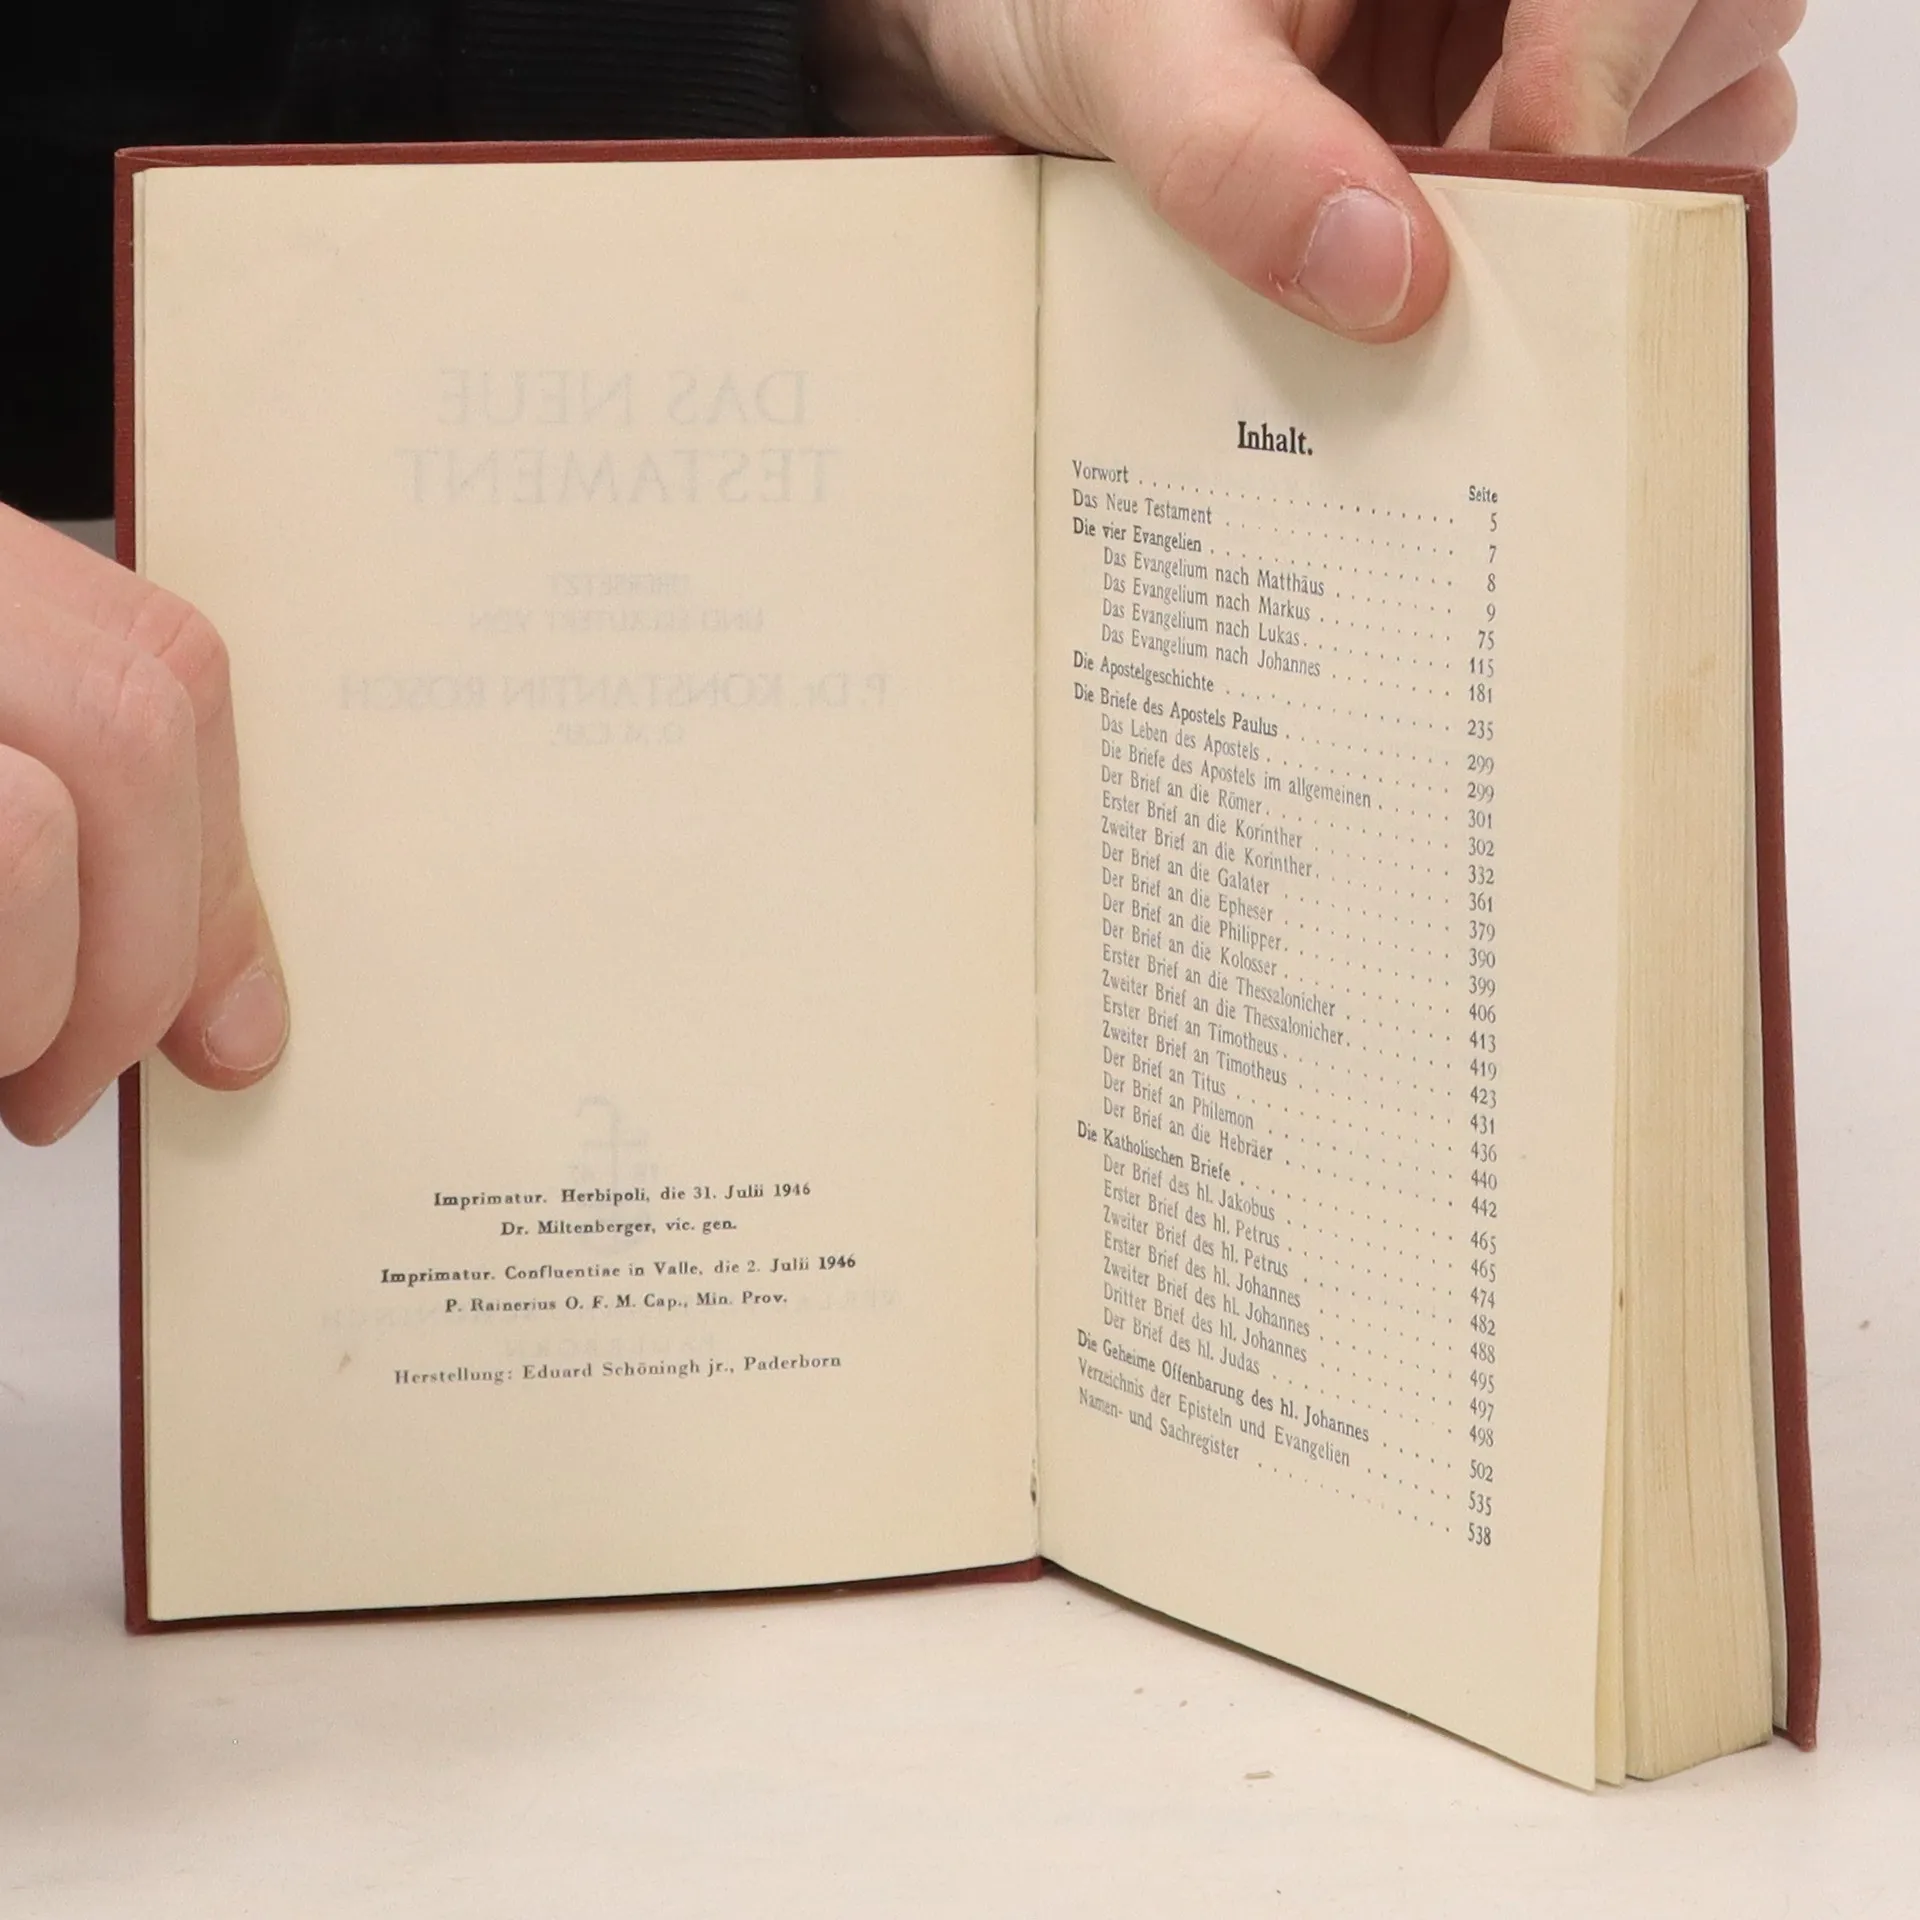 Imprimatur. Herbipoli, die 31. Julii 1946
Dr. Miltenberger, vic. gen.
Imprimatur. Confluentiae in Valle, die 2. Julii 1946
P. Rainerius O. F. M. Cap., Min. Prov.
Herstellung: Eduard Schöningh jr., Paderborn
Inhalt.
Seite
Vorwort . . . . . 5
Das Neue Testament . . . . . 7
Die vier Evangelien . . . . . 8
Das Evangelium nach Matthäus . . . . . 9
Das Evangelium nach Markus . . . . . 75
Das Evangelium nach Lukas . . . . . 115
Das Evangelium nach Johannes . . . . . 181
Die Apostelgeschichte . . . . . 235
Die Briefe des Apostels Paulus . . . . . 299
Das Leben des Apostels . . . . . 299
Die Briefe des Apostels im allgemeinen . . . . . 301
Der Brief an die Römer . . . . . 302
Erster Brief an die Korinther . . . . . 332
Zweiter Brief an die Korinther . . . . . 361
Der Brief an die Galater . . . . . 379
Der Brief an die Epheser . . . . . 390
Der Brief an die Philipper . . . . . 399
Der Brief an die Kolosser . . . . . 406
Erster Brief an die Thessalonicher . . . . . 413
Zweiter Brief an die Thessalonicher . . . . . 419
Erster Brief an Timotheus . . . . . 423
Zweiter Brief an Timotheus . . . . . 431
Der Brief an Titus . . . . . 436
Der Brief an Philemon . . . . . 440
Der Brief an die Hebräer . . . . . 442
Die Katholischen Briefe . . . . . 465
Der Brief des hl. Jakobus . . . . . 465
Erster Brief des hl. Petrus . . . . . 474
Zweiter Brief des hl. Petrus . . . . . 482
Erster Brief des hl. Johannes . . . . . 488
Zweiter Brief des hl. Johannes . . . . . 495
Dritter Brief des hl. Johannes . . . . . 497
Der Brief des hl. Judas . . . . . 498
Die Geheime Offenbarung des hl. Johannes . . . . . 502
Verzeichnis der Episteln und Evangelien . . . . . 535
Namen- und Sachregister . . . . . 538